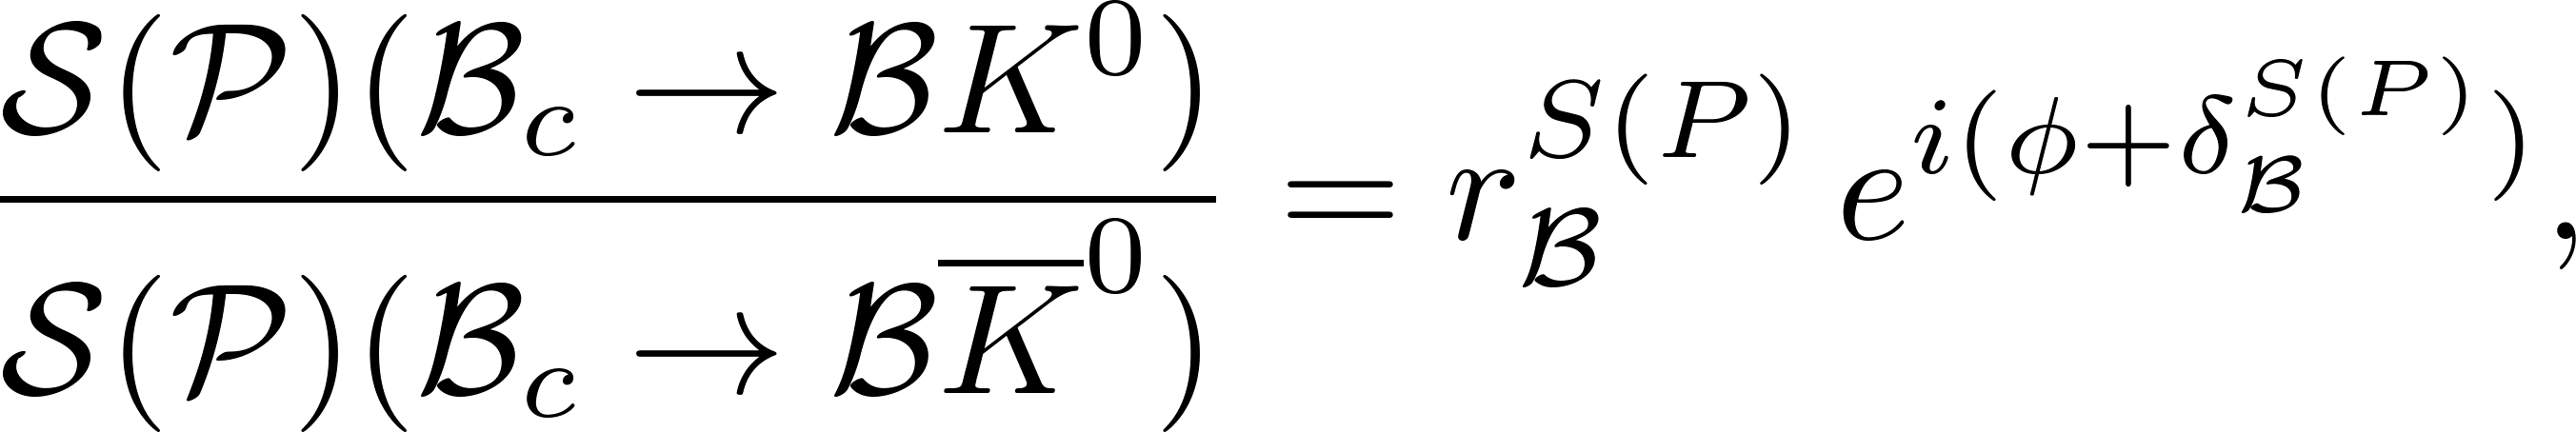 \frac{\mathcal{S}(\mathcal{P})(\mathcal{B}_c \to \mathcal{B}K^0)}{\mathcal{S}(\mathcal{P})(\mathcal{B}_c \to \mathcal{B}\overline{K}^0)} = r_{\mathcal{B}}^{S(P)} e^{i(\phi+\delta_{\mathcal{B}}^{S(P)})},